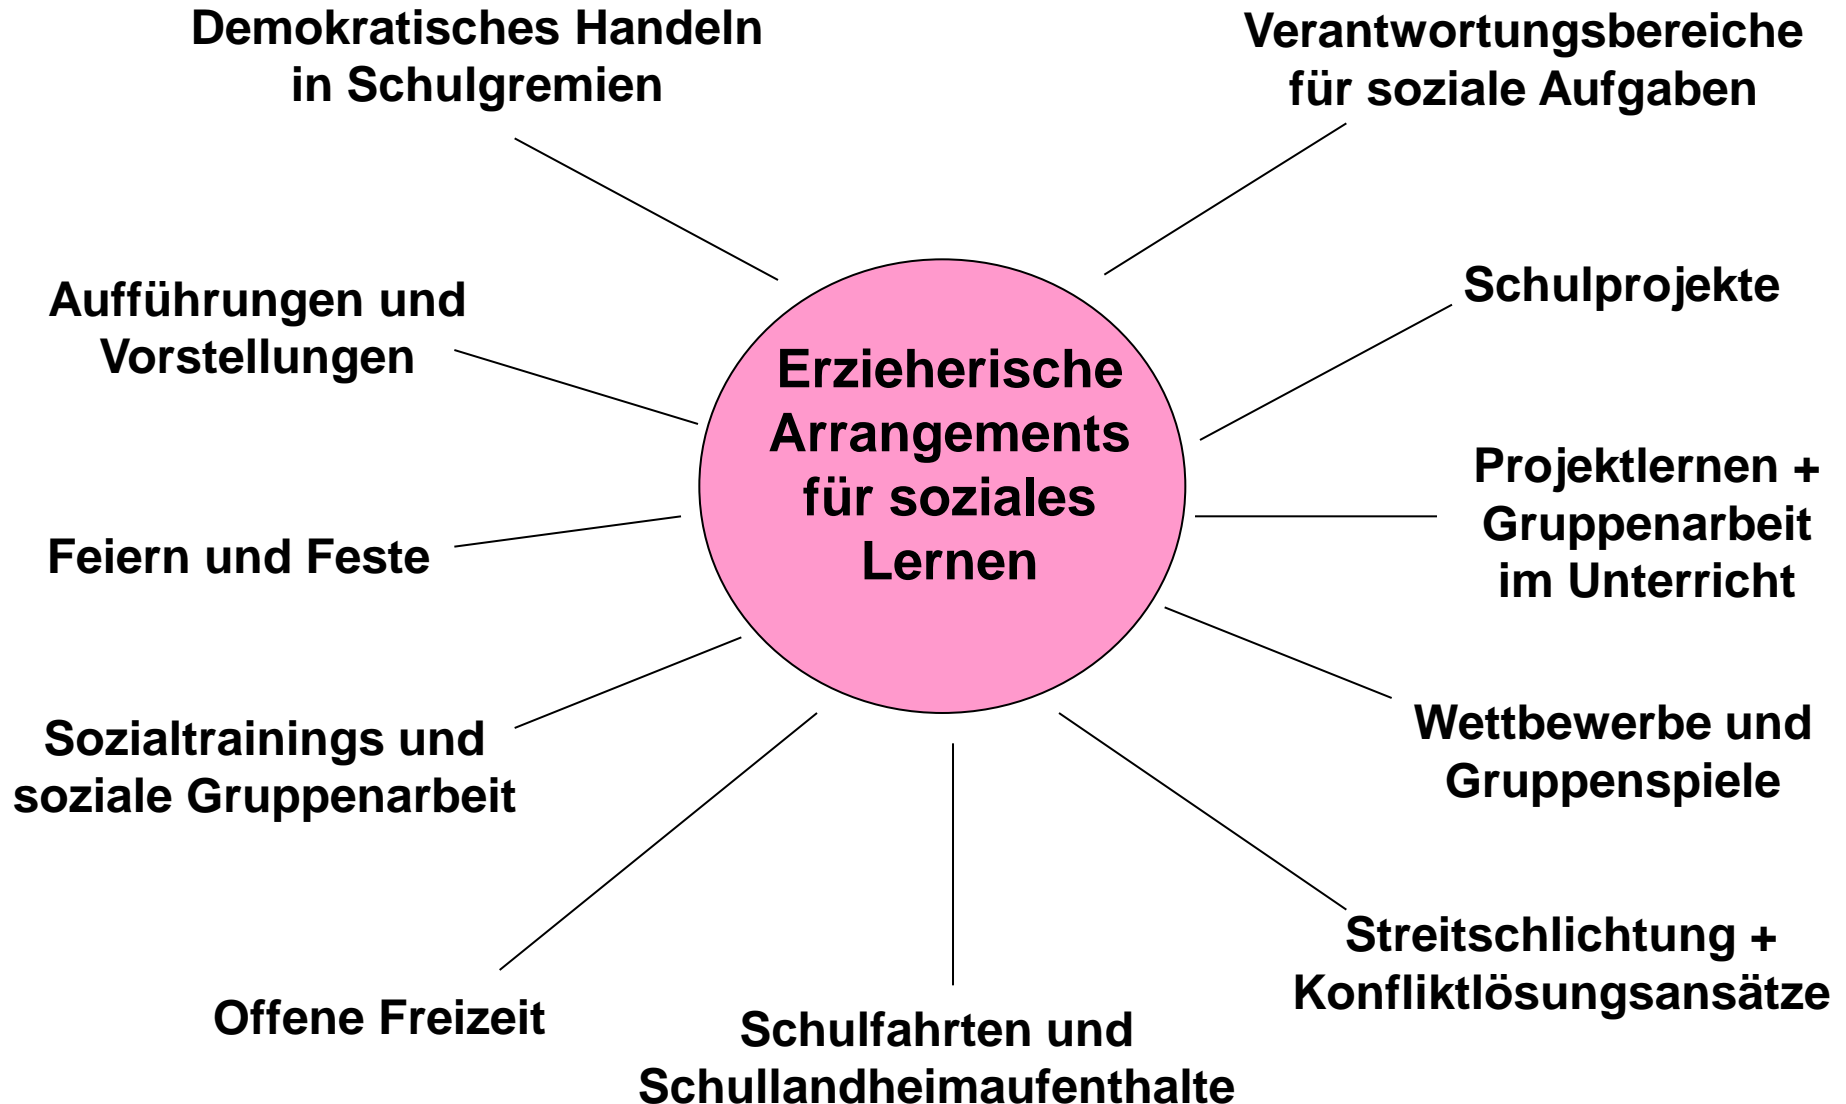 Demokratisches Handeln
in Schulgremien
Verantwortungsbereiche
für soziale Aufgaben
Aufführungen und
Vorstellungen
Schulprojekte
Erzieherische
Arrangements
für soziales
Lernen
Projektlernen +
Gruppenarbeit
im Unterricht
Feiern und Feste
Sozialtrainings und
soziale Gruppenarbeit
Wettbewerbe und
Gruppenspiele
Offene Freizeit
Schulfahrten und
Schullandheimaufenthalte
Streitschlichtung +
Konfliktlösungsansätze